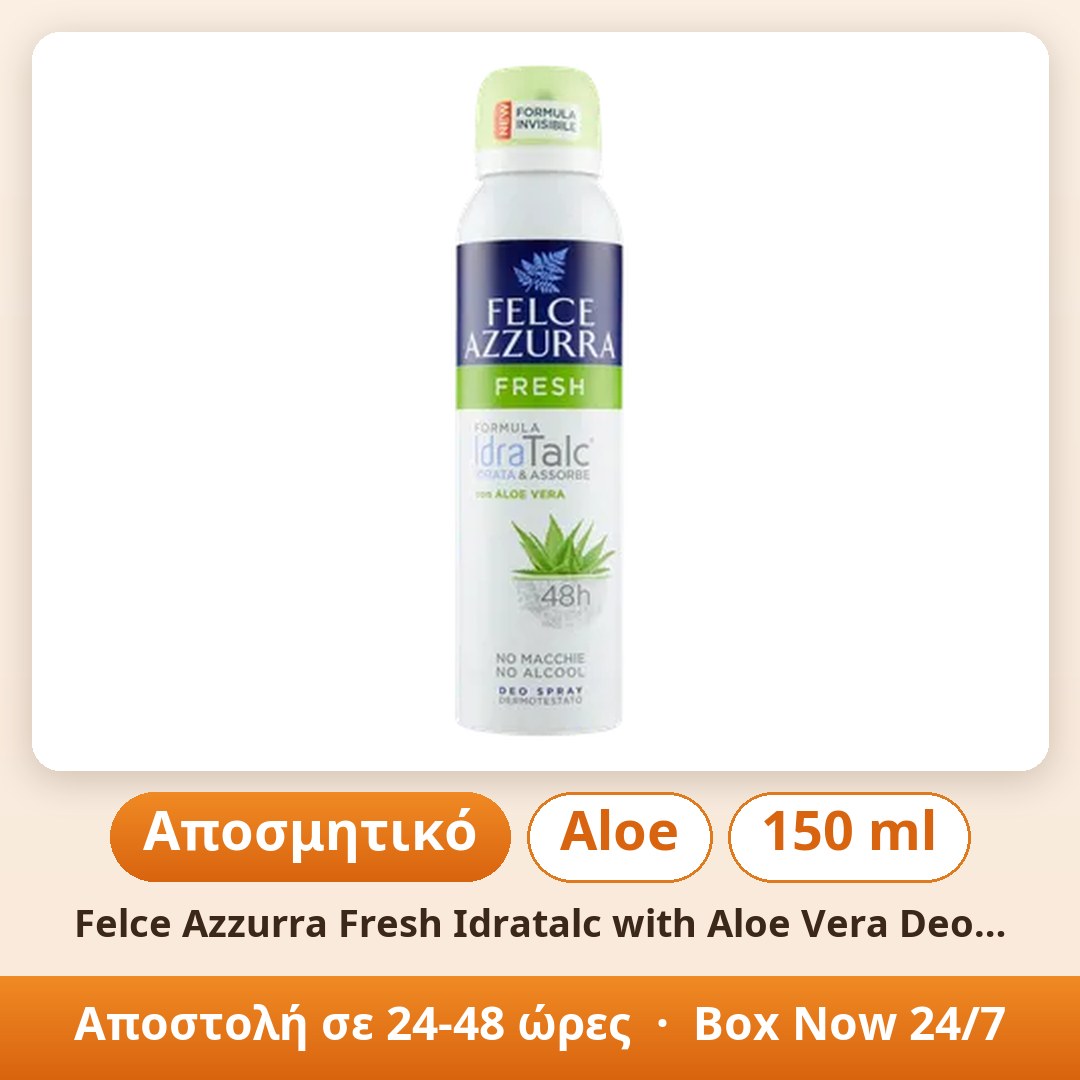 NEW
FORMULA
INVISIBILE
FELCE
AZZURRA
FRESH
FORMULA
IdraTalc
IDRATA & ASSORBE
con ALOE VERA
48h
NO MACCHIE
NO ALCOOL
DEO SPRAY
DERMOTESTATO
Αποσμητικό
Aloe
150 ml
Felce Azzurra Fresh Idratalc with Aloe Vera Deo...
Αποστολή σε 24-48 ώρες · Box Now 24/7